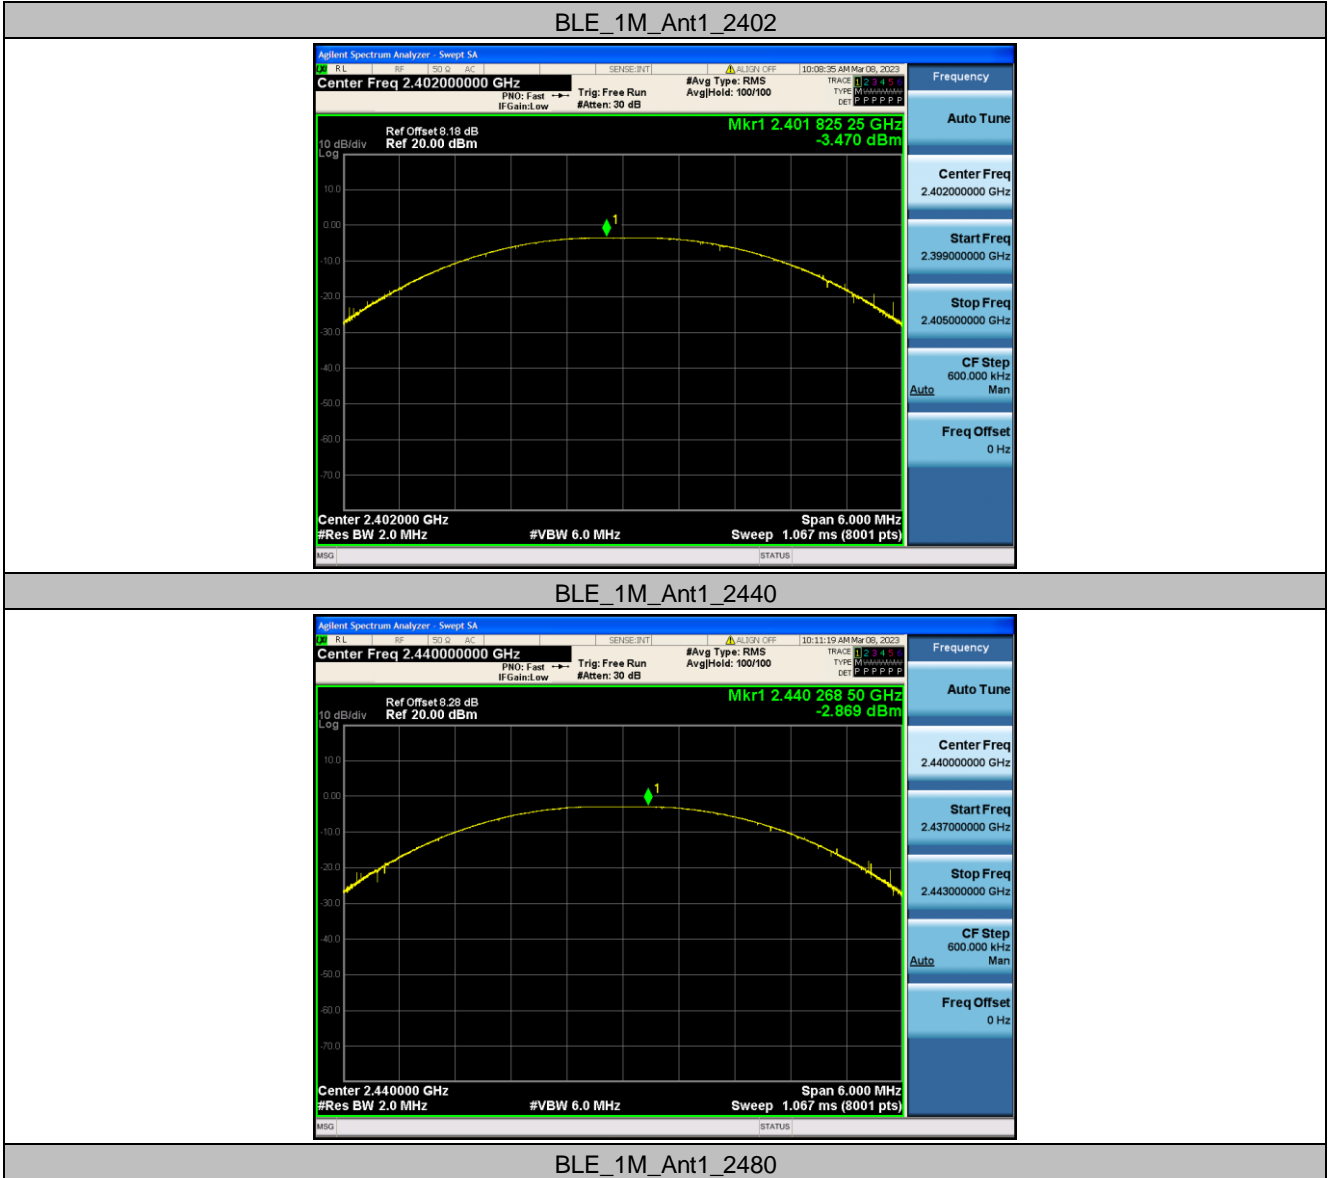 BLE_1M_Ant1_2402
Agilent Spectrum Analyzer - Swept SA
RL RF 50 Ω AC SENSE:INT ALIGN OFF 10:08:35 AM Mar 08, 2023
Center Freq 2.402000000 GHz
PNO: Fast
IFGain:Low
Trig: Free Run
#Atten: 30 dB
#Avg Type: RMS
Avg|Hold: 100/100
TRACE 1 2 3 4 5 6
TYPE M
DET P P P P P P
Ref Offset 8.18 dB
10 dB/div Ref 20.00 dBm
Log
Mkr1 2.401 825 25 GHz
-3.470 dBm
10.0
0.00
1
-10.0
-20.0
-30.0
-40.0
-50.0
-60.0
-70.0
Center 2.402000 GHz Span 6.000 MHz
#Res BW 2.0 MHz #VBW 6.0 MHz Sweep 1.067 ms (8001 pts)
MSG STATUS
Frequency
Auto Tune
Center Freq
2.402000000 GHz
Start Freq
2.399000000 GHz
Stop Freq
2.405000000 GHz
CF Step
600.000 kHz
Auto Man
Freq Offset
0 Hz
BLE_1M_Ant1_2440
Agilent Spectrum Analyzer - Swept SA
RL RF 50 Ω AC SENSE:INT ALIGN OFF 10:11:19 AM Mar 08, 2023
Center Freq 2.440000000 GHz
PNO: Fast
IFGain:Low
Trig: Free Run
#Atten: 30 dB
#Avg Type: RMS
Avg|Hold: 100/100
TRACE 1 2 3 4 5 6
TYPE M
DET P P P P P P
Ref Offset 8.28 dB
10 dB/div Ref 20.00 dBm
Log
Mkr1 2.440 268 50 GHz
-2.869 dBm
10.0
0.00
1
-10.0
-20.0
-30.0
-40.0
-50.0
-60.0
-70.0
Center 2.440000 GHz Span 6.000 MHz
#Res BW 2.0 MHz #VBW 6.0 MHz Sweep 1.067 ms (8001 pts)
MSG STATUS
Frequency
Auto Tune
Center Freq
2.440000000 GHz
Start Freq
2.437000000 GHz
Stop Freq
2.443000000 GHz
CF Step
600.000 kHz
Auto Man
Freq Offset
0 Hz
BLE_1M_Ant1_2480